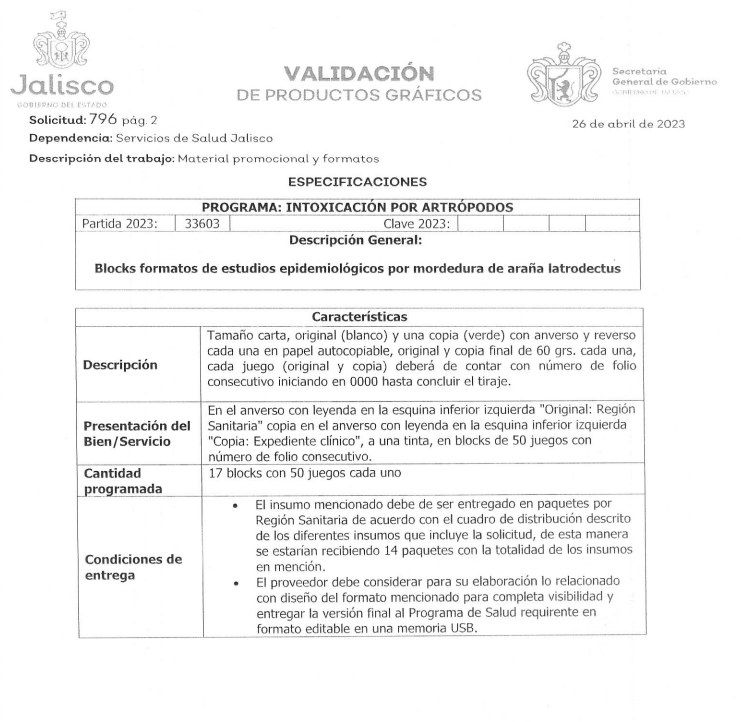 Jalisco
GOBIERNO DEL ESTADO
VALIDACIÓN
DE PRODUCTOS GRÁFICOS
Secretaría
General de Gobierno
GOBIERNO DE JALISCO
Solicitud: 796 pág. 2
26 de abril de 2023
Dependencia: Servicios de Salud Jalisco
Descripción del trabajo: Material promocional y formatos
ESPECIFICACIONES
PROGRAMA: INTOXICACIÓN POR ARTRÓPODOS
Partida 2023: 33603 Clave 2023:
Descripción General:
Blocks formatos de estudios epidemiológicos por mordedura de araña latrodectus
Características
Descripción
Tamaño carta, original (blanco) y una copia (verde) con anverso y reverso
cada una en papel autocopiable, original y copia final de 60 grs. cada una,
cada juego (original y copia) deberá de contar con número de folio
consecutivo iniciando en 0000 hasta concluir el tiraje.
Presentación del
Bien/Servicio
En el anverso con leyenda en la esquina inferior izquierda "Original: Región
Sanitaria" copia en el anverso con leyenda en la esquina inferior izquierda
"Copia: Expediente clínico", a una tinta, en blocks de 50 juegos con
número de folio consecutivo.
Cantidad
programada
17 blocks con 50 juegos cada uno
Condiciones de
entrega
• El insumo mencionado debe de ser entregado en paquetes por
Región Sanitaria de acuerdo con el cuadro de distribución descrito
de los diferentes insumos que incluye la solicitud, de esta manera
se estarían recibiendo 14 paquetes con la totalidad de los insumos
en mención.
• El proveedor debe considerar para su elaboración lo relacionado
con diseño del formato mencionado para completa visibilidad y
entregar la versión final al Programa de Salud requirente en
formato editable en una memoria USB.